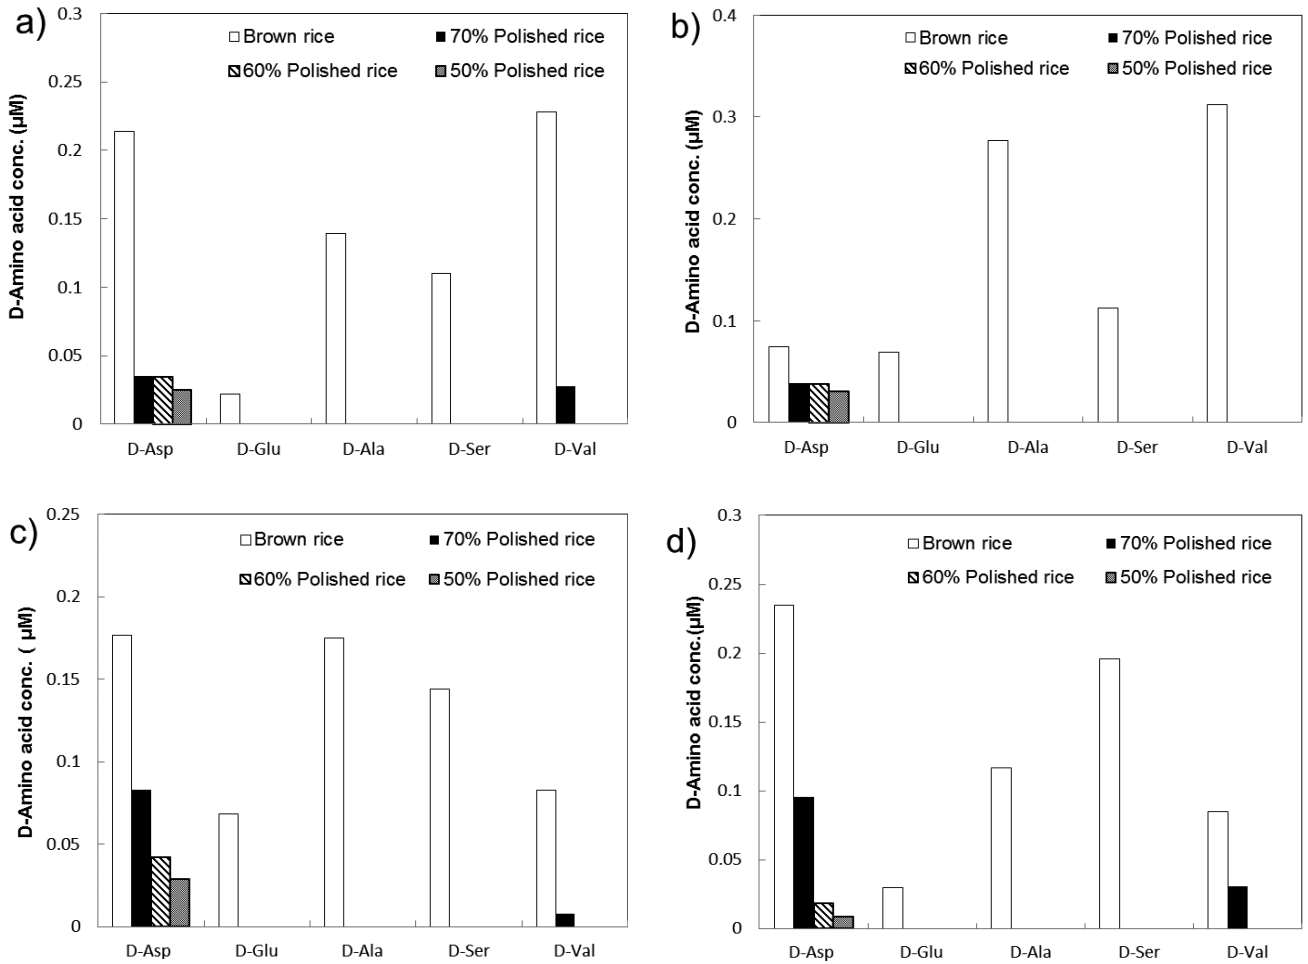 a)
0.3
0.25
0.2
0.15
0.1
0.05
0
D-Amino acid conc. (μM)
Brown rice
70% Polished rice
60% Polished rice
50% Polished rice
D-Asp
D-Glu
D-Ala
D-Ser
D-Val
b)
0.4
0.3
0.2
0.1
0
D-Amino acid conc. (μM)
Brown rice
70% Polished rice
60% Polished rice
50% Polished rice
D-Asp
D-Glu
D-Ala
D-Ser
D-Val
c)
0.25
0.2
0.15
0.1
0.05
0
D-Amino acid conc. ( μM)
Brown rice
70% Polished rice
60% Polished rice
50% Polished rice
D-Asp
D-Glu
D-Ala
D-Ser
D-Val
d)
0.3
0.25
0.2
0.15
0.1
0.05
0
D-Amino acid conc.(μM)
Brown rice
70% Polished rice
60% Polished rice
50% Polished rice
D-Asp
D-Glu
D-Ala
D-Ser
D-Val